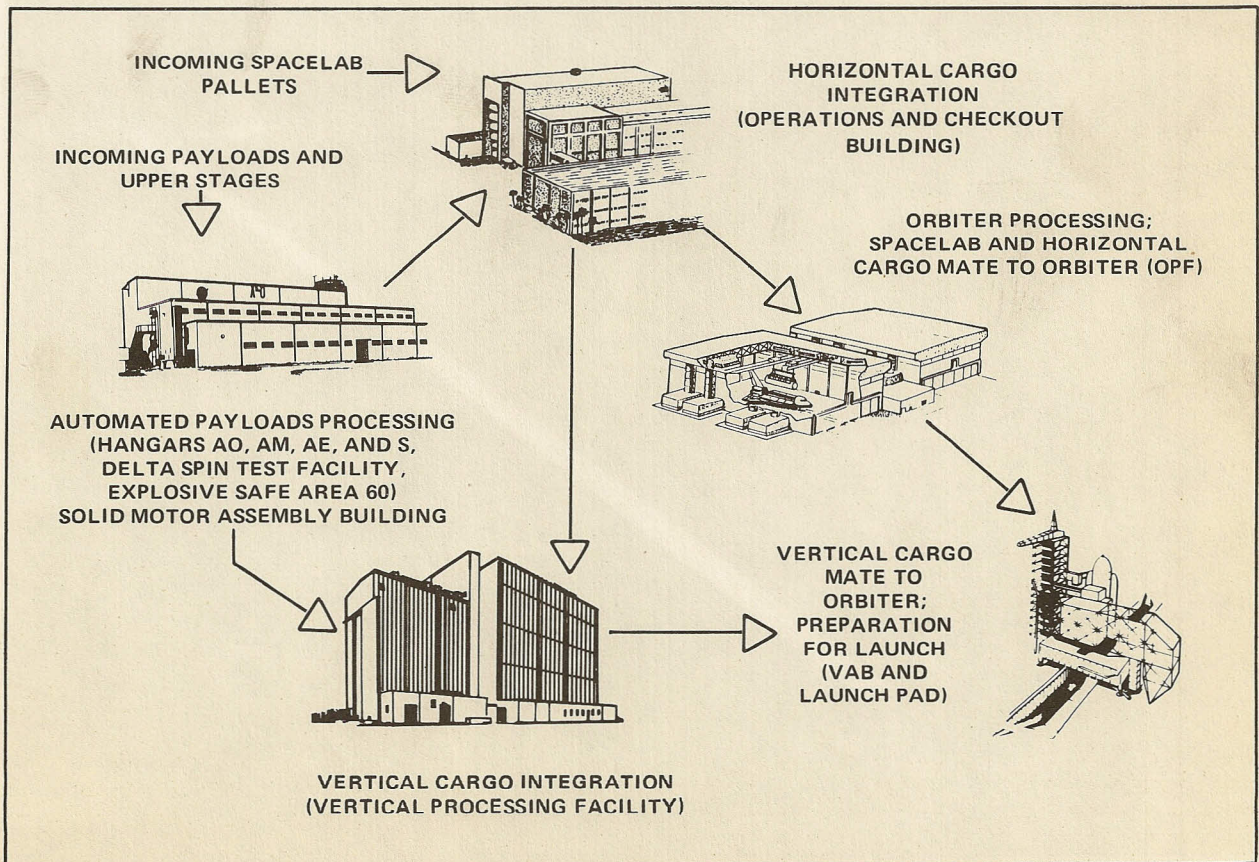 INCOMING SPACELAB
PALLETS
HORIZONTAL CARGO
INTEGRATION
(OPERATIONS AND CHECKOUT
BUILDING)
INCOMING PAYLOADS AND
UPPER STAGES
ORBITER PROCESSING;
SPACELAB AND HORIZONTAL
CARGO MATE TO ORBITER (OPF)
AO
AUTOMATED PAYLOADS PROCESSING
(HANGARS AO, AM, AE, AND S,
DELTA SPIN TEST FACILITY,
EXPLOSIVE SAFE AREA 60)
SOLID MOTOR ASSEMBLY BUILDING
VERTICAL CARGO
MATE TO
ORBITER;
PREPARATION
FOR LAUNCH
(VAB AND
LAUNCH PAD)
VERTICAL CARGO INTEGRATION
(VERTICAL PROCESSING FACILITY)